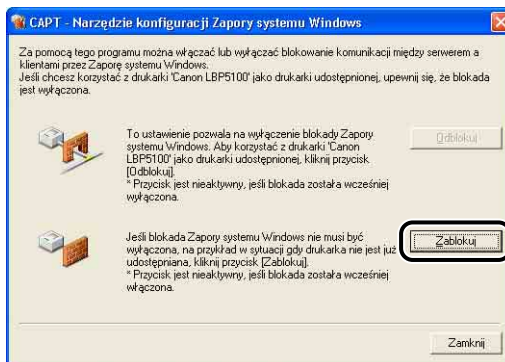 CAPT - Narzędzie konfiguracji Zapory systemu Windows
Za pomocą tego programu można włączać lub wyłączać blokowanie komunikacji między serwerem a
klientami przez Zaporę systemu Windows.
Jeśli chcesz korzystać z drukarki 'Canon LBP5100' jako drukarki udostępnionej, upewnij się, że blokada
jest wyłączona.
To ustawienie pozwala na wyłączenie blokady Zapory
systemu Windows. Aby korzystać z drukarki 'Canon
LBP5100' jako drukarki udostępnionej, kliknij przycisk
[Odblokuj].
* Przycisk jest nieaktywny, jeśli blokada została wcześniej
wyłączona.
Odblokuj
Jeśli blokada Zapory systemu Windows nie musi być
wyłączona, na przykład w sytuacji gdy drukarka nie jest już
udostępniana, kliknij przycisk [Zablokuj].
* Przycisk jest nieaktywny, jeśli blokada została wcześniej
włączona.
Zablokuj
Zamknij